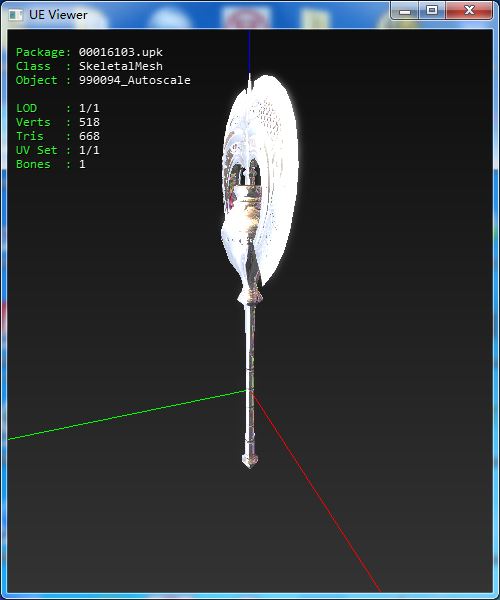 UE Viewer
Package: 00016103.upk
Class : SkeletalMesh
Object : 990094_Autoscale
LOD : 1/1
Verts : 518
Tris : 668
UV Set : 1/1
Bones : 1